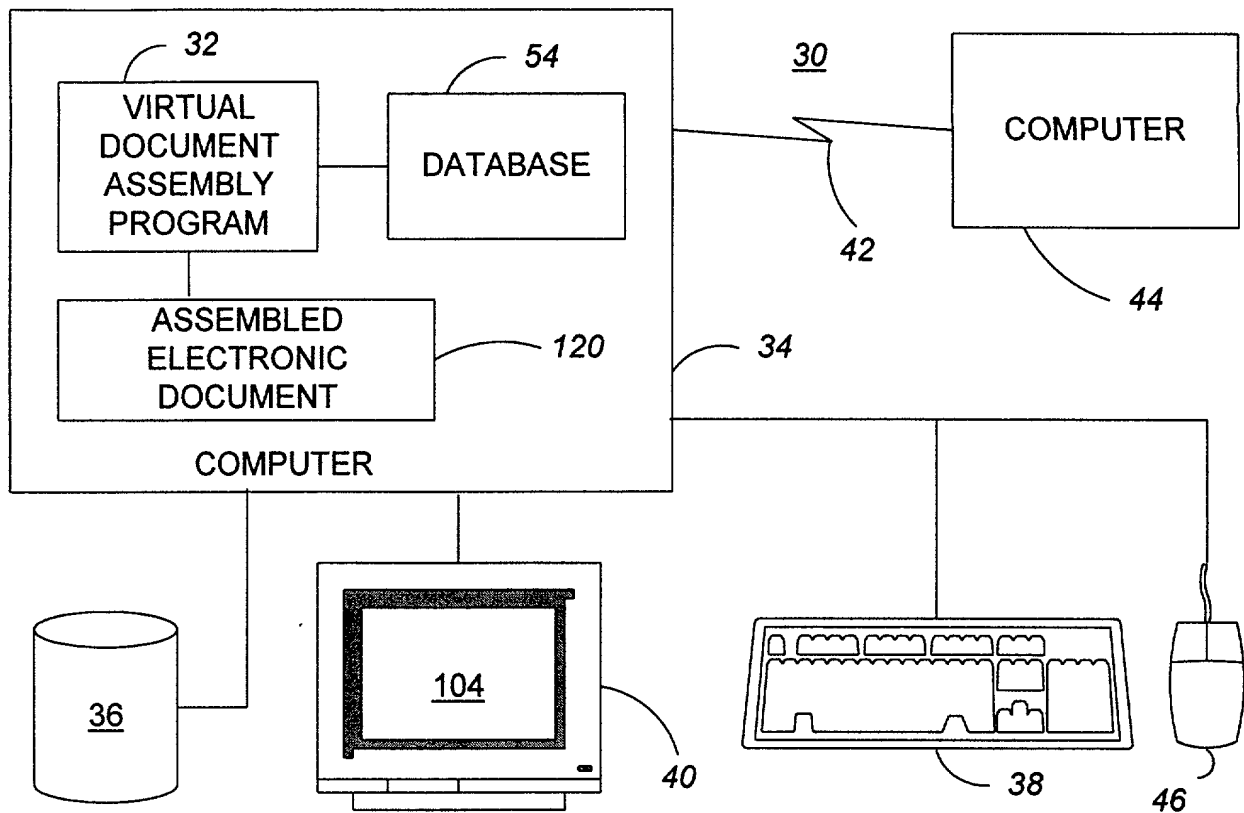 32
54
30
VIRTUAL
DOCUMENT
ASSEMBLY
PROGRAM
DATABASE
COMPUTER
42
44
ASSEMBLED
ELECTRONIC
DOCUMENT
120
34
COMPUTER
36
104
40
38
46